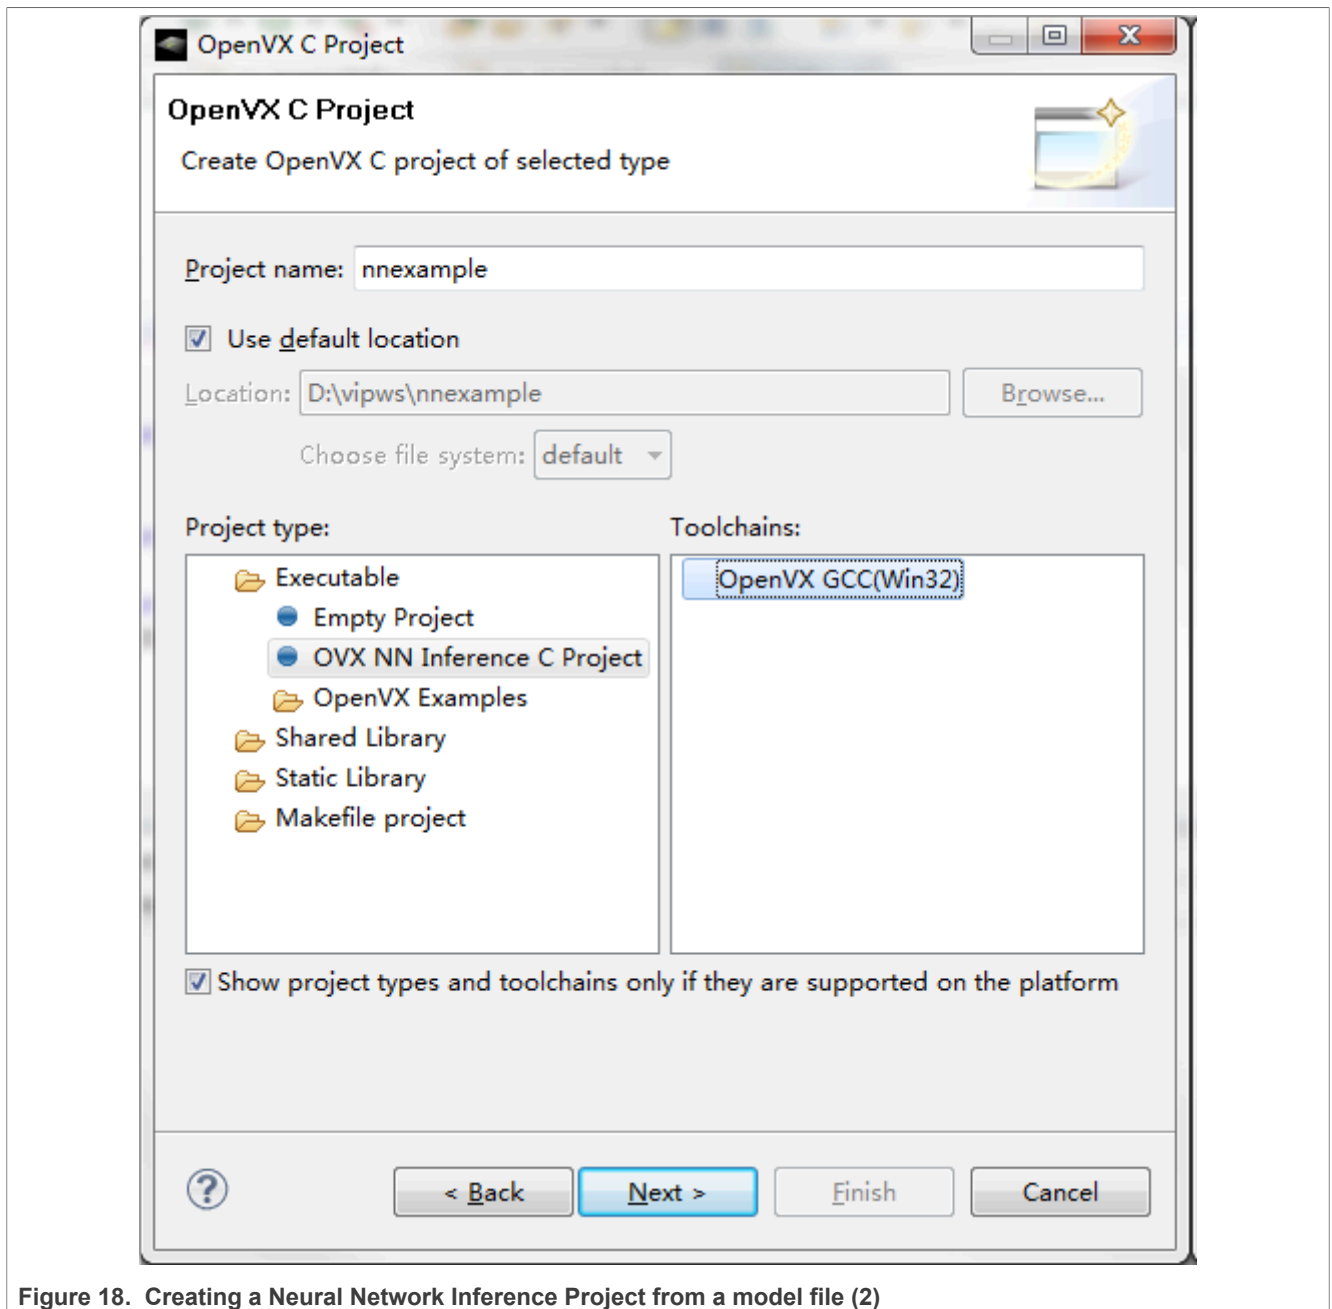 OpenVX C Project
OpenVX C Project
Create OpenVX C project of selected type
Project name: nnexample
Use default location
Location: D:\vipws\nnexample Browse...
Choose file system: default
Project type: Toolchains:
Executable OpenVX GCC(Win32)
Empty Project
OVX NN Inference C Project
OpenVX Examples
Shared Library
Static Library
Makefile project
Show project types and toolchains only if they are supported on the platform
? < Back Next > Finish Cancel
Figure 18. Creating a Neural Network Inference Project from a model file (2)